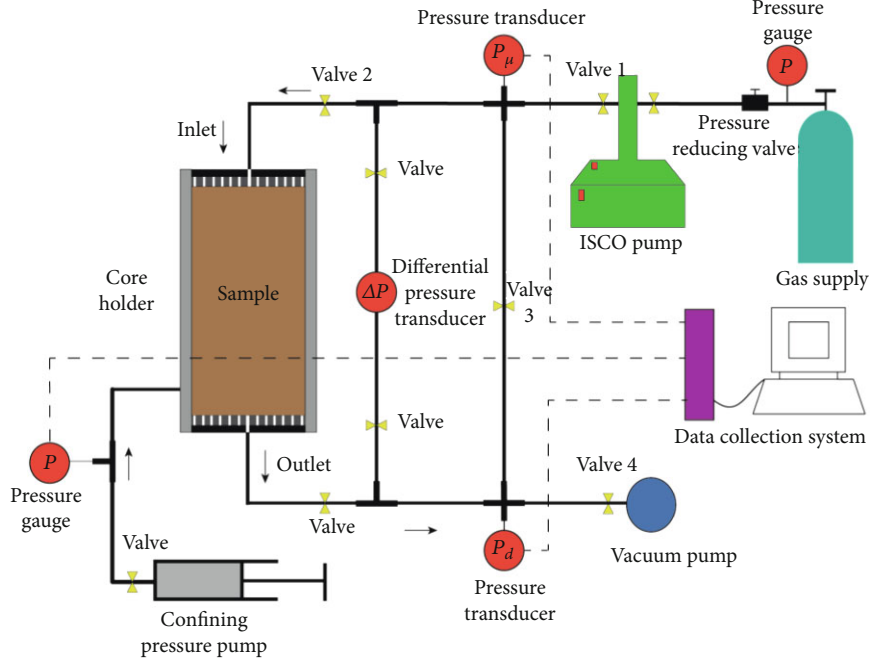 Pressure transducer
Pressure
gauge
Pμ
P
Valve 2
Valve 1
Inlet
Pressure
reducing valve
Valve
ISCO pump
Gas supply
Core
holder
Sample
ΔP
Differential
pressure
transducer
Valve
3
Valve
Data collection system
P
Pressure
gauge
Outlet
Valve 4
Valve
Valve
Pd
Vacuum pump
Pressure
transducer
Confining
pressure pump